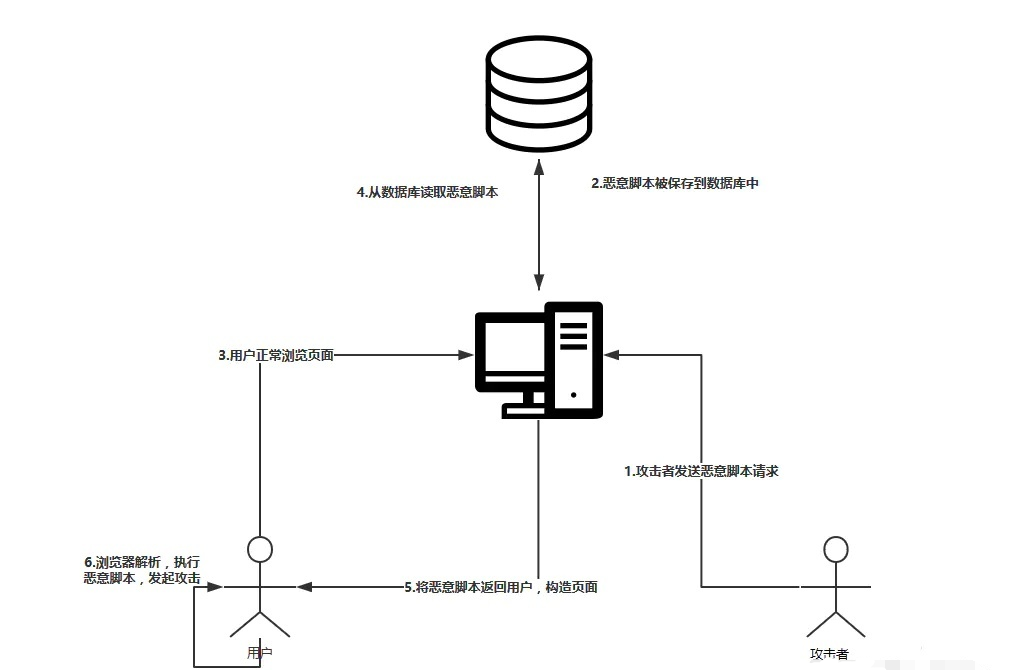 4.从数据库读取恶意脚本
2.恶意脚本被保存到数据库中
3.用户正常浏览页面
1.攻击者发送恶意脚本请求
6.浏览器解析，执行
恶意脚本，发起攻击
5.将恶意脚本返回用户，构造页面
用户
攻击者